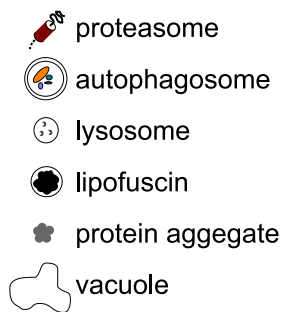 proteasome
autophagosome
lysosome
lipofuscin
protein aggegate
vacuole